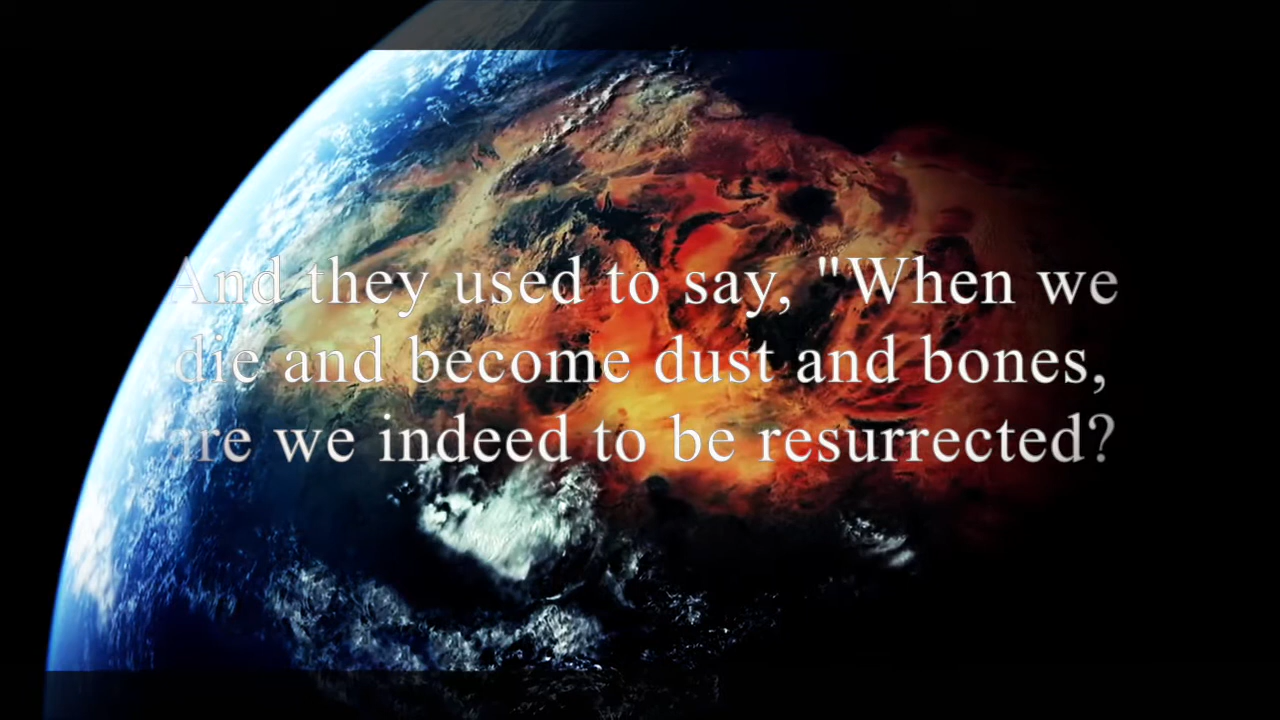 And they used to say, "When we
die and become dust and bones,
are we indeed to be resurrected?